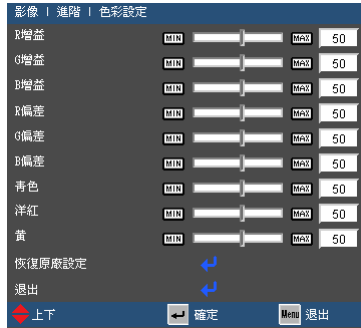 影像 | 進階 | 色彩設定
R增益 MIN MAX 50
G增益 MIN MAX 50
B增益 MIN MAX 50
R偏差 MIN MAX 50
G偏差 MIN MAX 50
B偏差 MIN MAX 50
青色 MIN MAX 50
洋紅 MIN MAX 50
黃 MIN MAX 50
恢復原廠設定
退出
上下 確定 Menu 退出